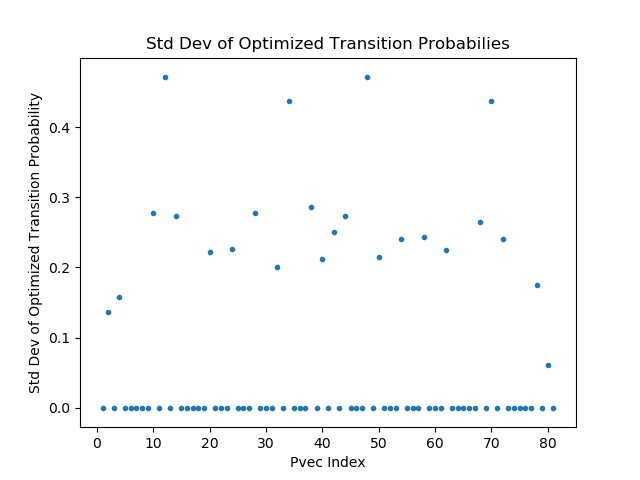 Std Dev of Optimized Transition Probabilies
Std Dev of Optimized Transition Probability
0.4
0.3
0.2
0.1
0.0
0 10 20 30 40 50 60 70 80
Pvec Index